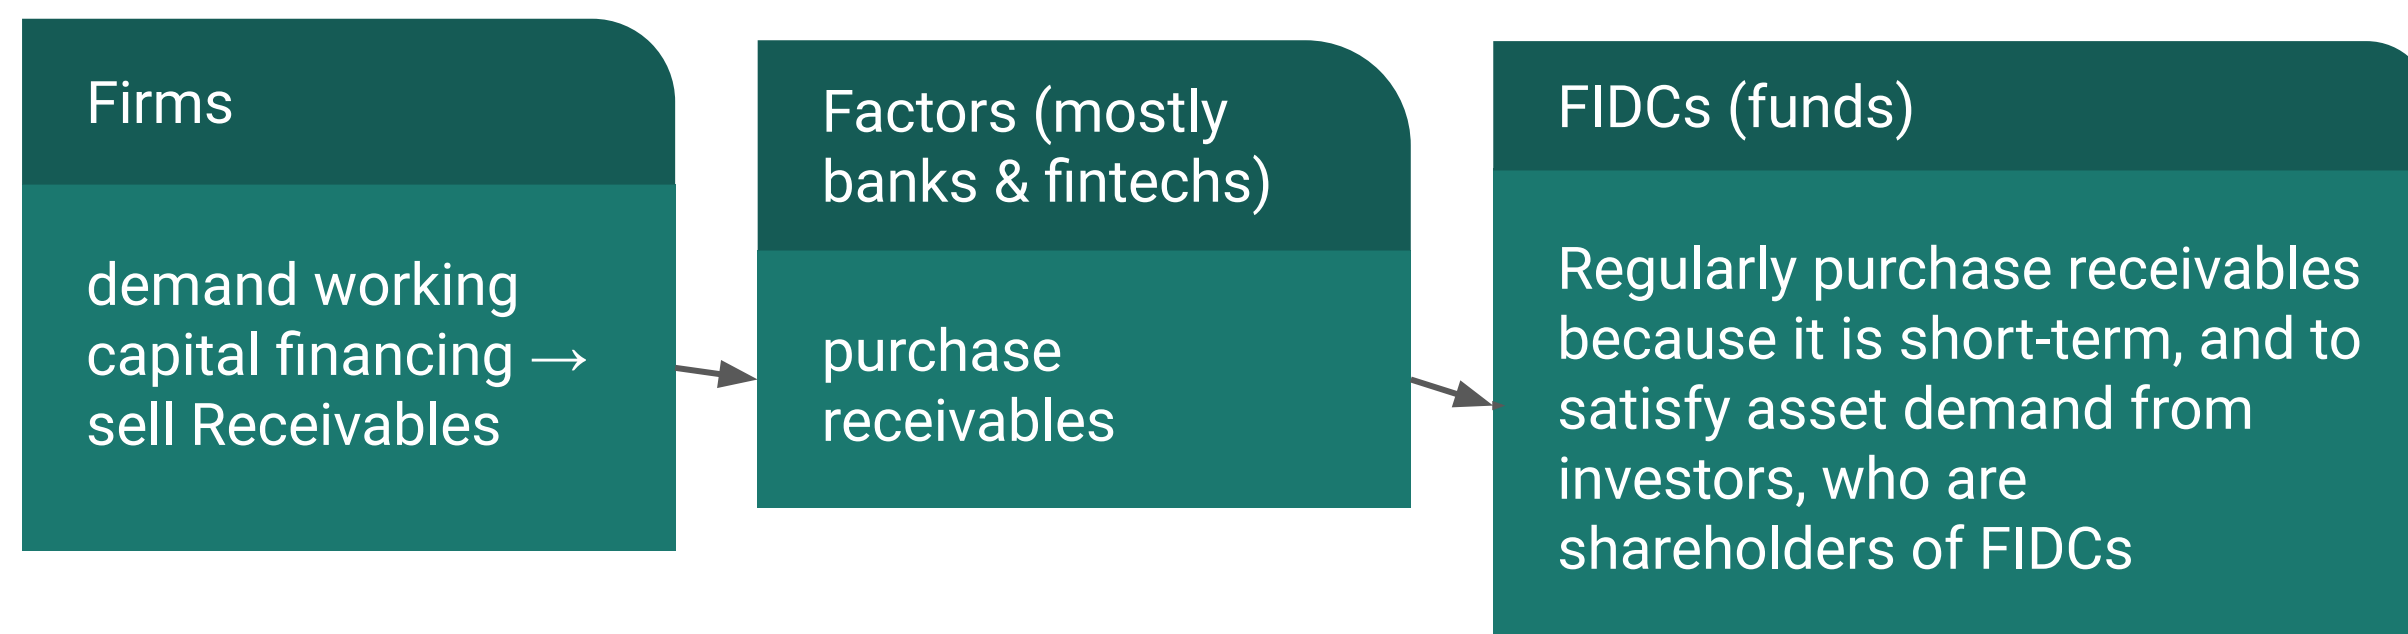 Firms
demand working
capital financing →
sell Receivables
Factors (mostly
banks & fintechs)
purchase
receivables
FIDCs (funds)
Regularly purchase receivables
because it is short-term, and to
satisfy asset demand from
investors, who are
shareholders of FIDCs